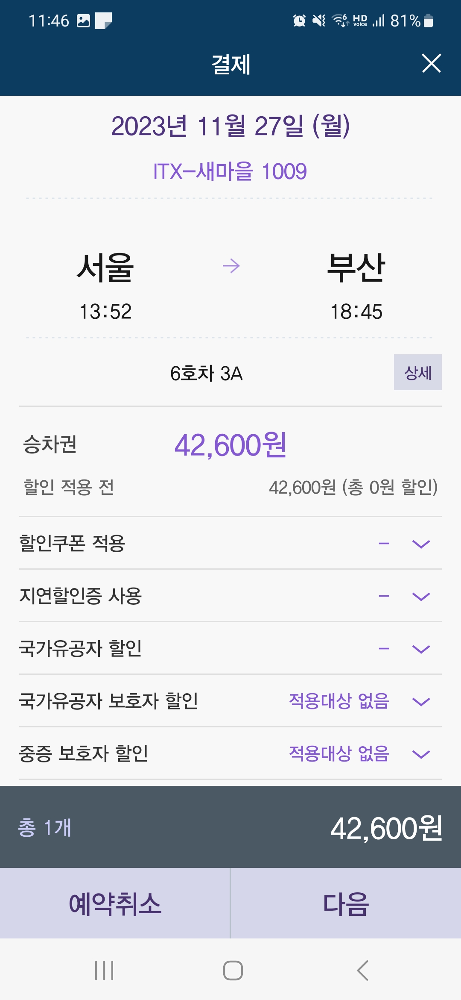 11:46 6 HD voice 81%
결제
2023년 11월 27일 (월)
ITX-새마을 1009
서울 → 부산
13:52 18:45
6호차 3A 상세
승차권 42,600원
할인 적용 전 42,600원 (총 0원 할인)
할인쿠폰 적용 -
지연할인증 사용 -
국가유공자 할인 -
국가유공자 보호자 할인 적용대상 없음
중증 보호자 할인 적용대상 없음
총 1개 42,600원
예약취소 다음